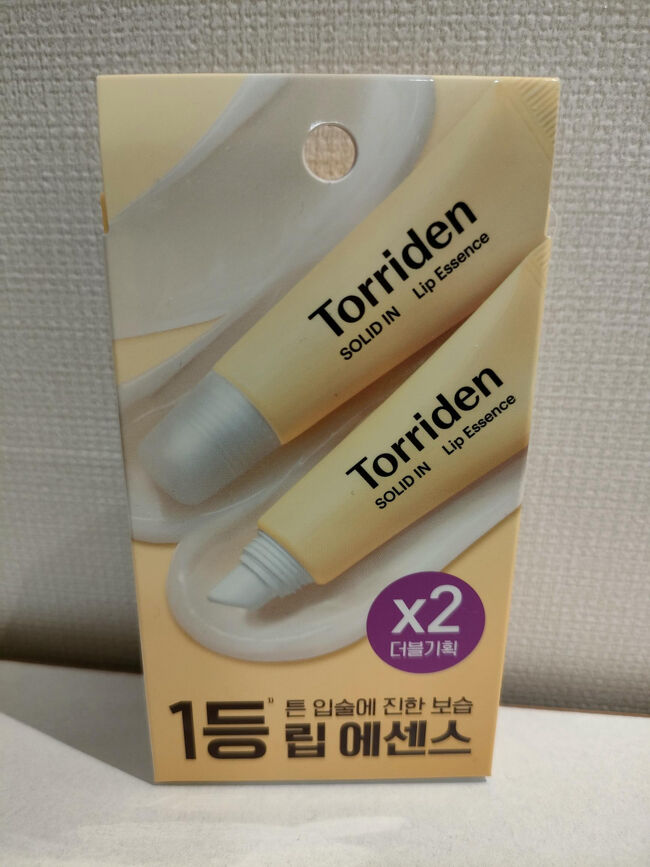 Torriden
SOLID IN Lip Essence
Torriden
SOLID IN Lip Essence
x2
더블기획
1등" 튼 입술에 진한 보습
립 에센스